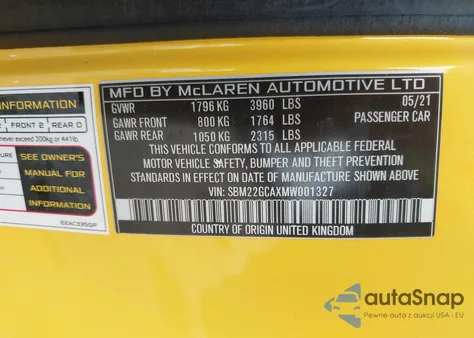 INFORMATION
2 FRONT 2 REAR 0
never exceed 200kg or 441lb.
SEE OWNER'S
MANUAL FOR
ADDITIONAL
INFORMATION
MFD BY McLAREN AUTOMOTIVE LTD
GVWR 1796 KG 3960 LBS 05/21
GAWR FRONT 800 KG 1764 LBS PASSENGER CAR
GAWR REAR 1050 KG 2315 LBS
THIS VEHICLE CONFORMS TO ALL APPLICABLE FEDERAL
MOTOR VEHICLE SAFETY, BUMPER AND THEFT PREVENTION
STANDARDS IN EFFECT ON DATE OF MANUFACTURE SHOWN ABOVE
VIN: SBM22GCAXMW001327
COUNTRY OF ORIGIN UNITED KINGDOM
autoSnap
Pewne auta z aukcji USA i EU